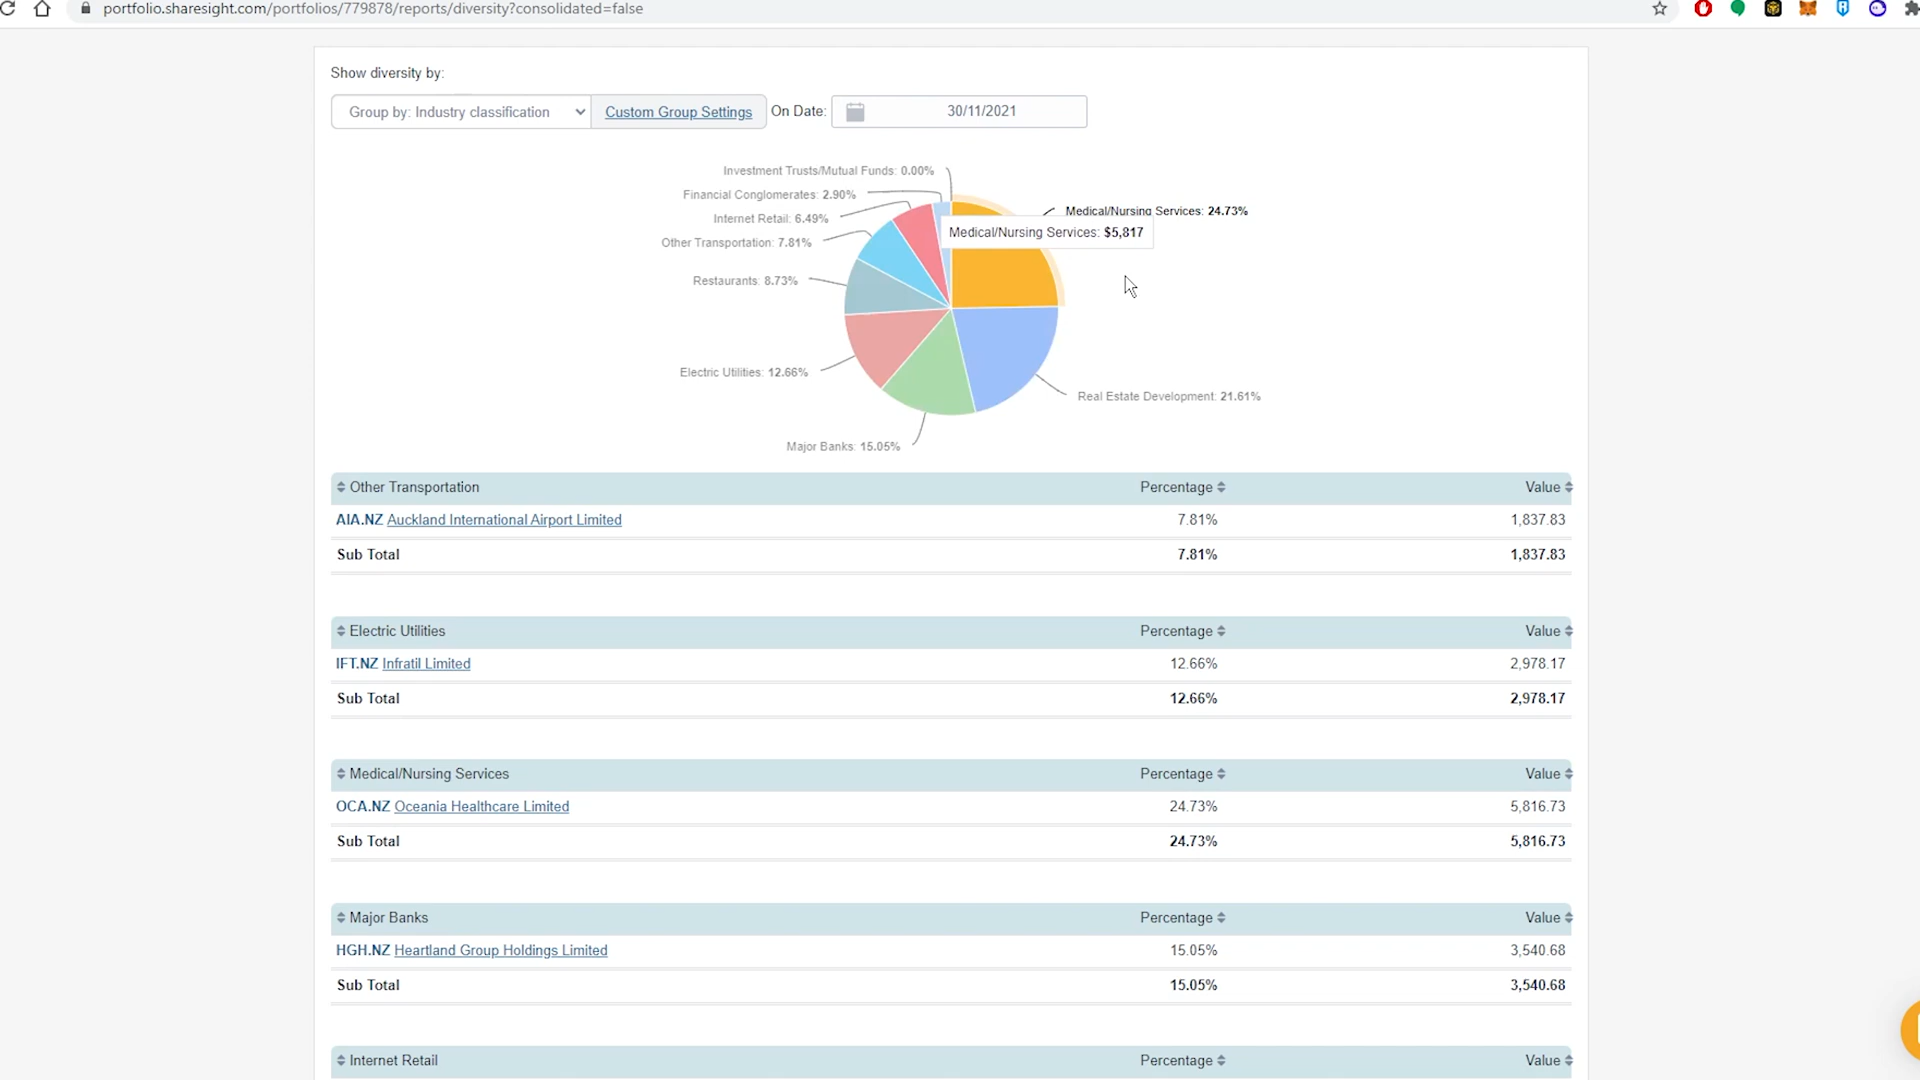 portfolio.sharesight.com/portfolios/779878/reports/diversity?consolidated=false
Show diversity by:
Group by: Industry classification Custom Group Settings On Date: 30/11/2021
Investment Trusts/Mutual Funds: 0.00%
Financial Conglomerates: 2.90%
Medical/Nursing Services: 24.73%
Internet Retail: 6.49%
Medical/Nursing Services: $5,817
Other Transportation: 7.81%
Restaurants: 8.73%
Electric Utilities: 12.66%
Real Estate Development: 21.61%
Major Banks: 15.05%
Other Transportation Percentage Value
AIA.NZ Auckland International Airport Limited 7.81% 1,837.83
Sub Total 7.81% 1,837.83
Electric Utilities Percentage Value
IFT.NZ Infratil Limited 12.66% 2,978.17
Sub Total 12.66% 2,978.17
Medical/Nursing Services Percentage Value
OCA.NZ Oceania Healthcare Limited 24.73% 5,816.73
Sub Total 24.73% 5,816.73
Major Banks Percentage Value
HGH.NZ Heartland Group Holdings Limited 15.05% 3,540.68
Sub Total 15.05% 3,540.68
Internet Retail Percentage Value